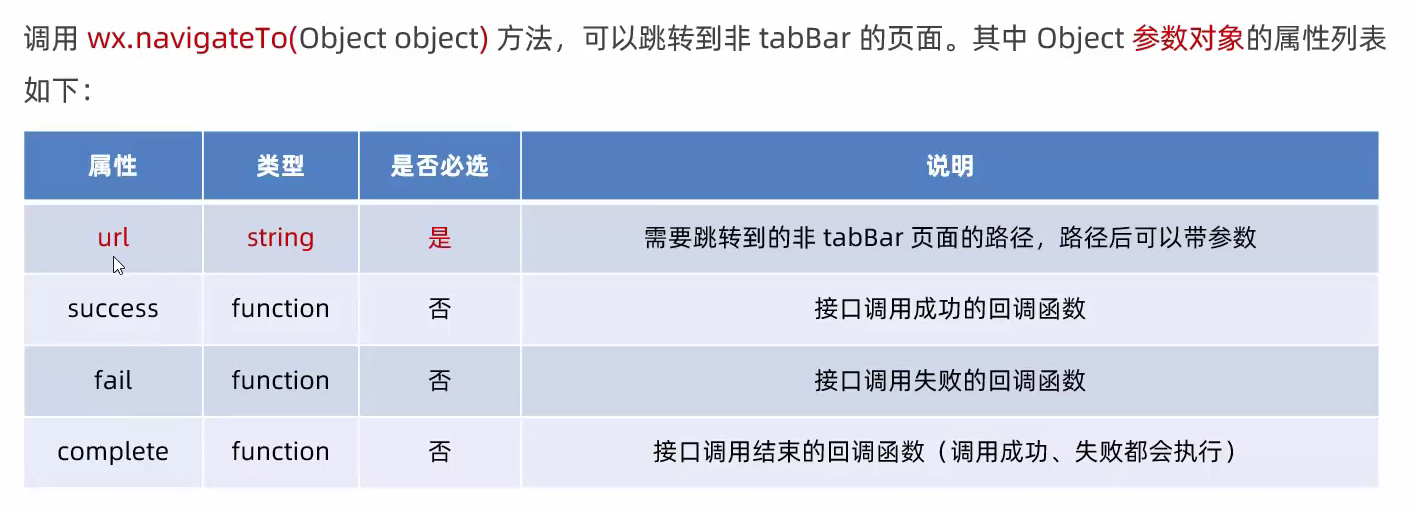 调用 wx.navigateTo(Object object) 方法，可以跳转到非 tabBar 的页面。其中 Object 参数对象的属性列表
如下：
属性 类型 是否必选 说明
url string 是 需要跳转到的非 tabBar 页面的路径，路径后可以带参数
success function 否 接口调用成功的回调函数
fail function 否 接口调用失败的回调函数
complete function 否 接口调用结束的回调函数（调用成功、失败都会执行）